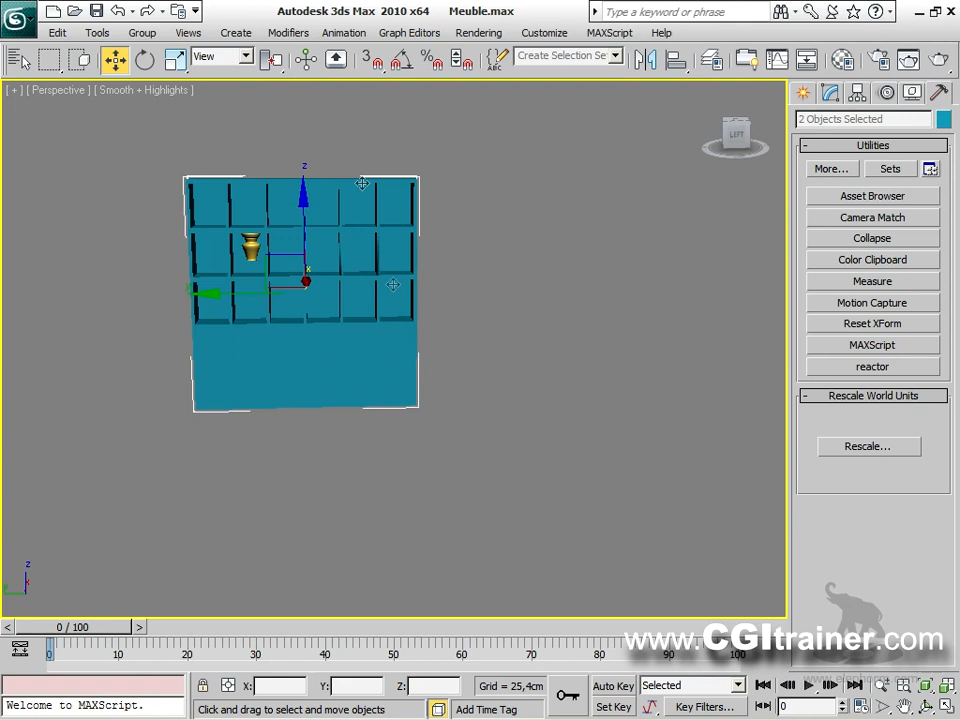 Autodesk 3ds Max 2010 x64 Meuble.max
Type a keyword or phrase
Edit Tools Group Views Create Modifiers Animation Graph Editors Rendering Customize MAXScript Help
View 3 % ABC Create Selection Se
[ + ] [ Perspective ] [ Smooth + Highlights ]
LEFT
2 Objects Selected
- Utilities
More... Sets
Asset Browser
Camera Match
Collapse
Color Clipboard
Measure
Motion Capture
Reset XForm
MAXScript
reactor
- Rescale World Units
Rescale...
z
x
z
x
y
< 0 / 100 >
0 10 20 30 40 50 60 70 80 90 100
www.CGItrainer.com
X: Y: Z: Grid = 25,4cm Auto Key Selected
Welcome to MAXScript. Click and drag to select and move objects Add Time Tag Set Key Key Filters... 0